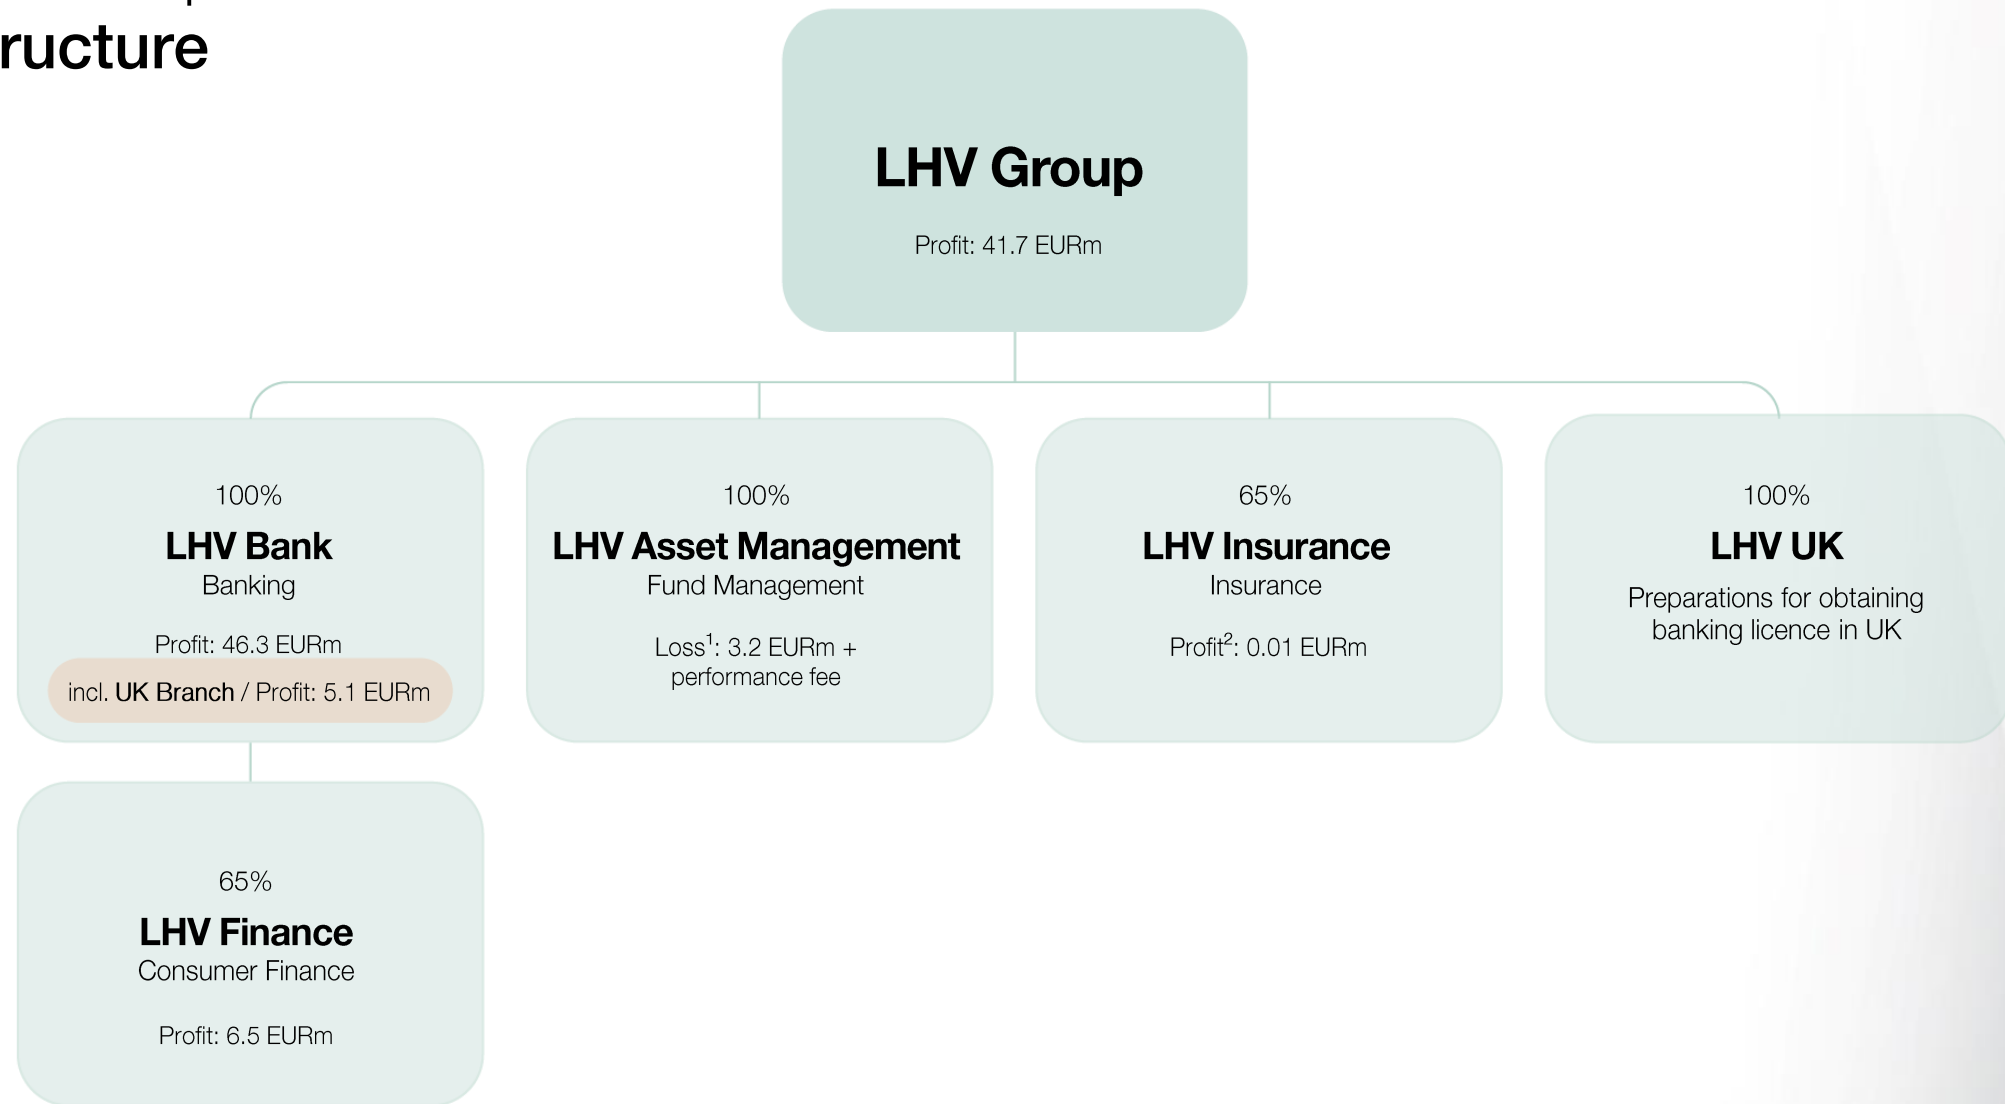 ructure
LHV Group
Profit: 41.7 EURm
100%
LHV Bank
Banking
Profit: 46.3 EURm
incl. UK Branch / Profit: 5.1 EURm
100%
LHV Asset Management
Fund Management
Loss¹: 3.2 EURm +
performance fee
65%
LHV Insurance
Insurance
Profit²: 0.01 EURm
100%
LHV UK
Preparations for obtaining
banking licence in UK
65%
LHV Finance
Consumer Finance
Profit: 6.5 EURm